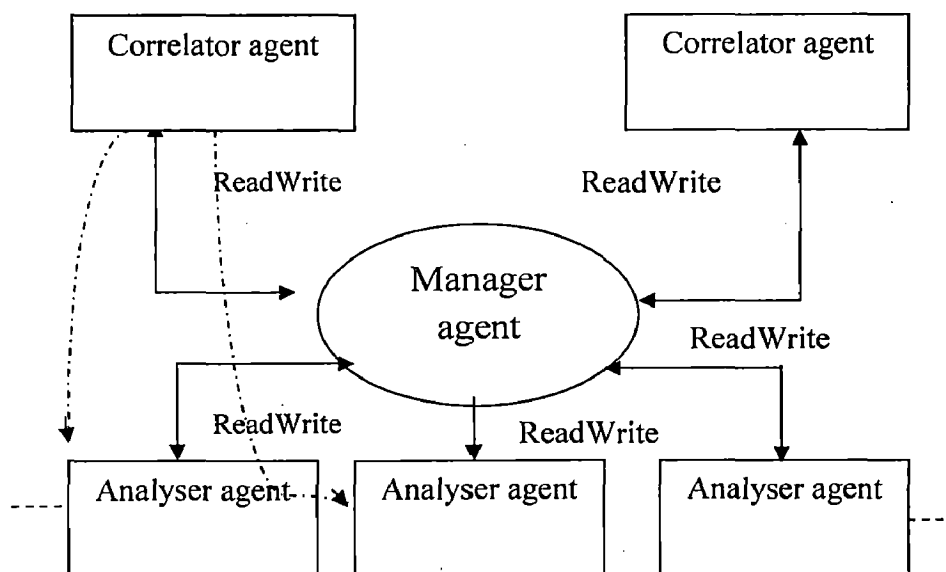 Correlator agent
Correlator agent
ReadWrite
ReadWrite
Manager
agent
ReadWrite
ReadWrite
ReadWrite
Analyser agent
Analyser agent
Analyser agent